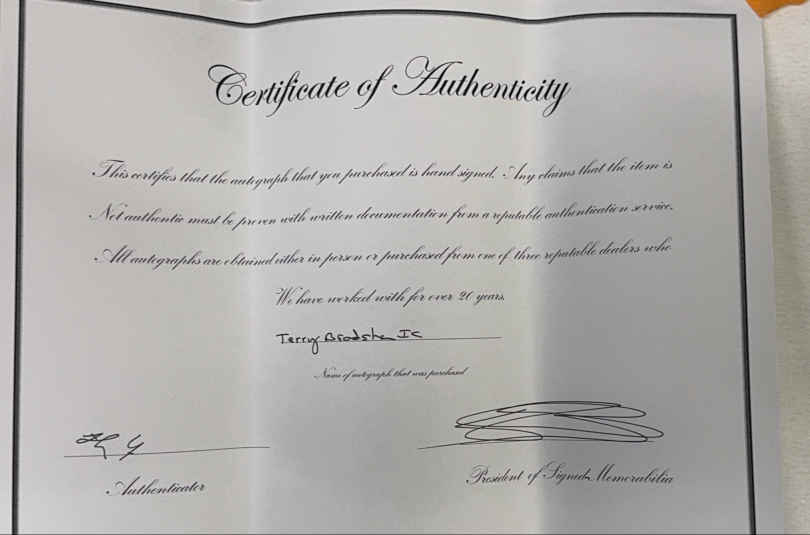 Certificate of Authenticity
This certifies that the autograph that you purchased is hand signed. Any claims that the item is
Not authentic must be proven with written documentation from a reputable authentication service.
All autographs are obtained either in person or purchased from one of three reputable dealers who
We have worked with for over 20 years.
Terry
Name of autograph that was purchased
Authenticator
President of Signed Memorabilia